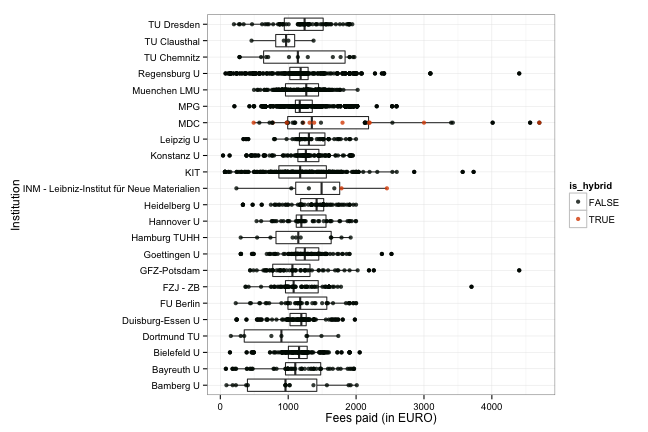 TU Dresden
TU Clausthal
TU Chemnitz
Regensburg U
Muenchen LMU
MPG
MDC
Leipzig U
Konstanz U
KIT
INM - Leibniz-Institut für Neue Materialien
Heidelberg U
Hannover U
Hamburg TUHH
Goettingen U
GFZ-Potsdam
FZJ - ZB
FU Berlin
Duisburg-Essen U
Dortmund TU
Bielefeld U
Bayreuth U
Bamberg U
Institution
0 1000 2000 3000 4000
Fees paid (in EURO)
is_hybrid
FALSE
TRUE